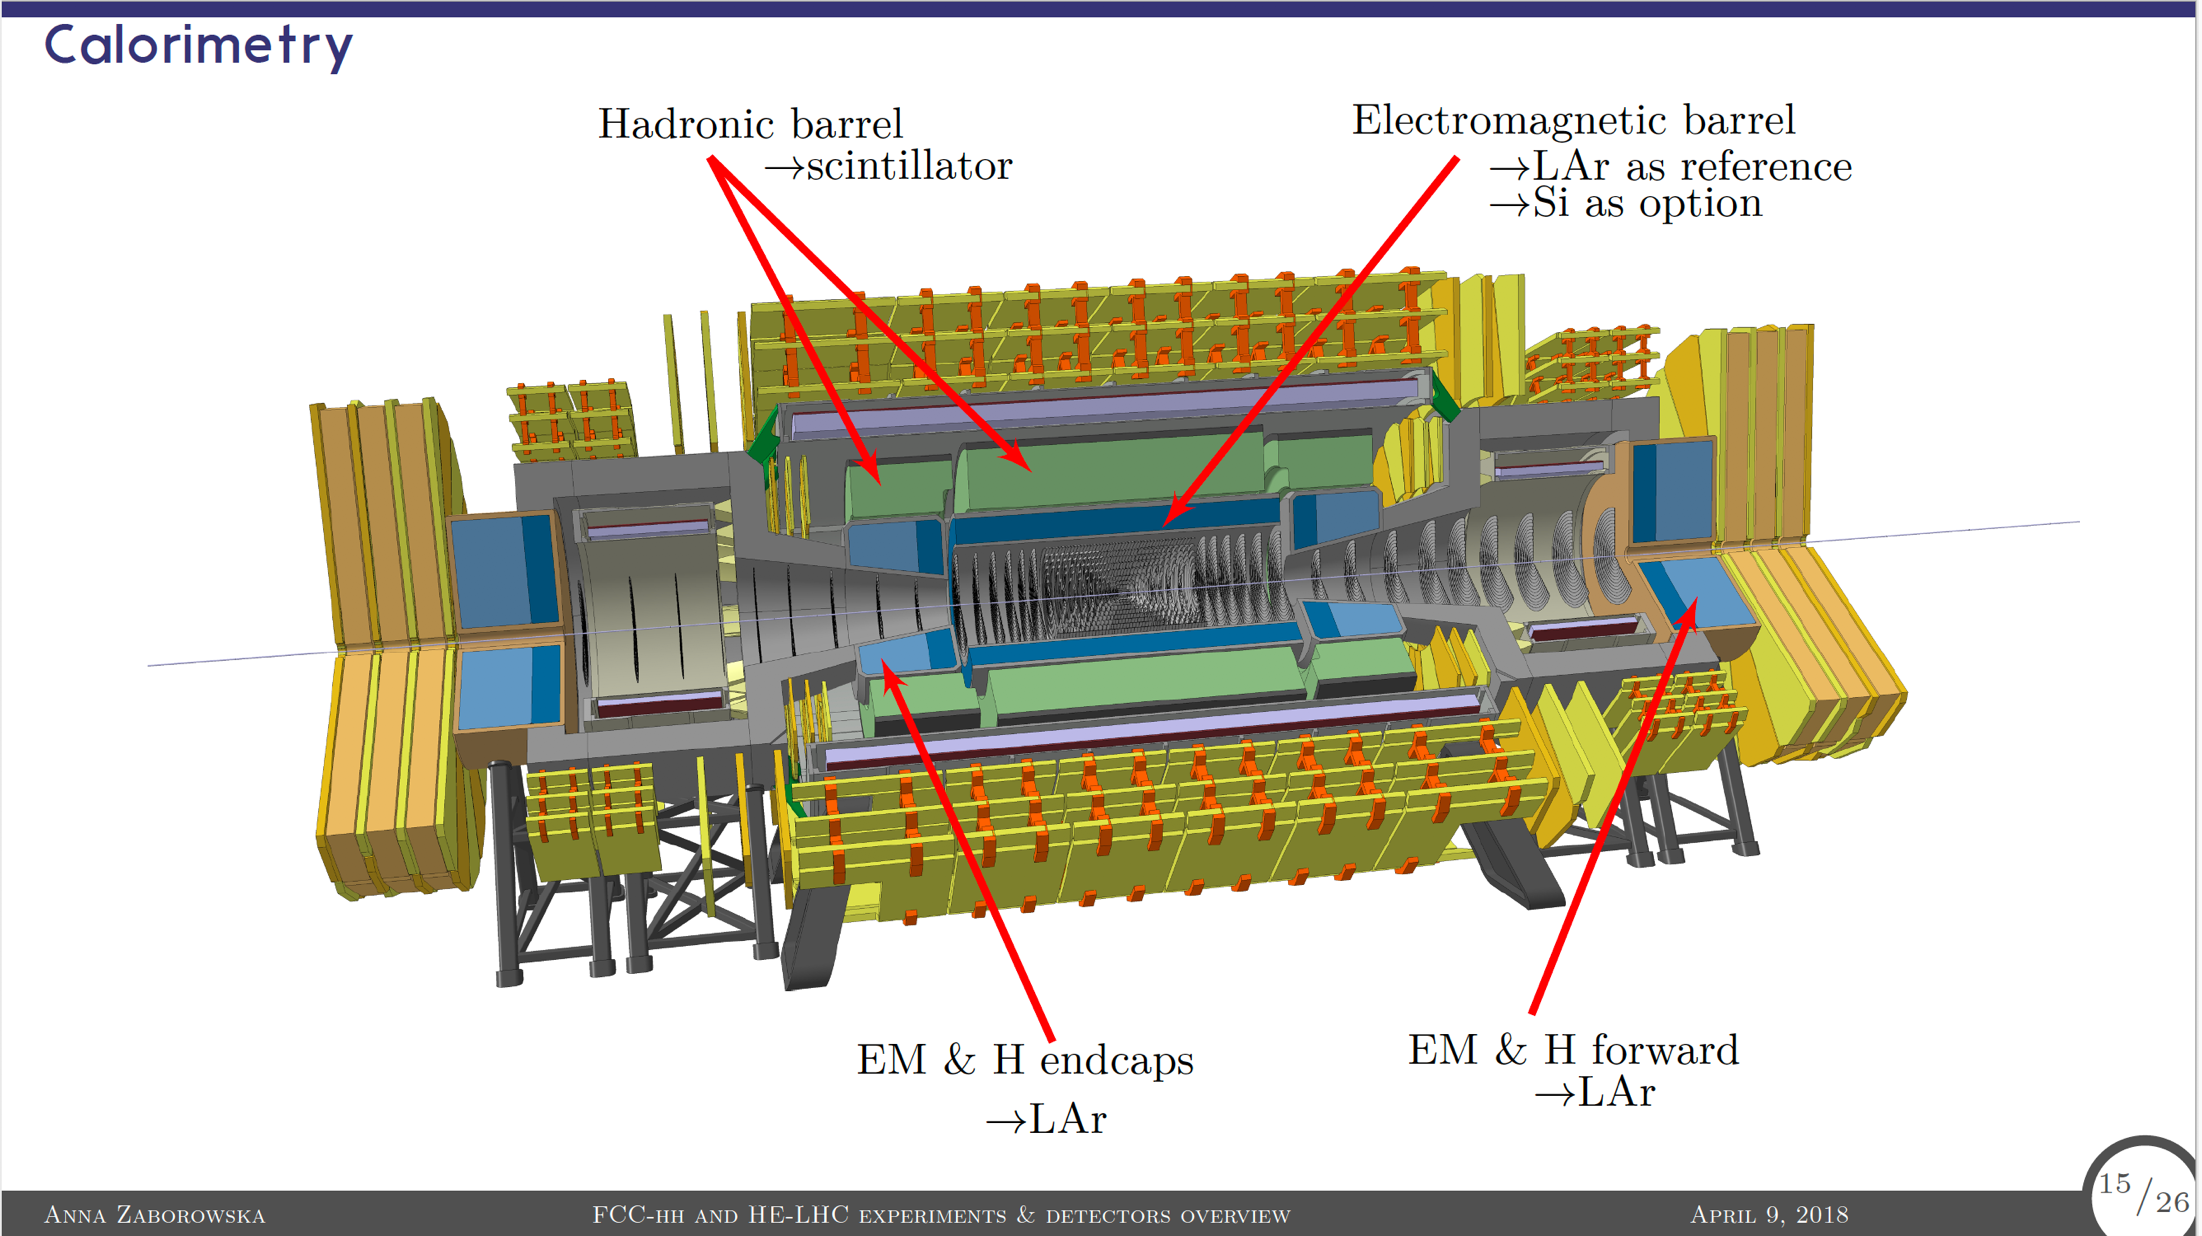 Calorimetry
Hadronic barrel
→scintillator
Electromagnetic barrel
→LAr as reference
→Si as option
EM & H endcaps
→LAr
EM & H forward
→LAr
Anna Zaborowska
FCC-hh and HE-LHC experiments & detectors overview
April 9, 2018
15/26